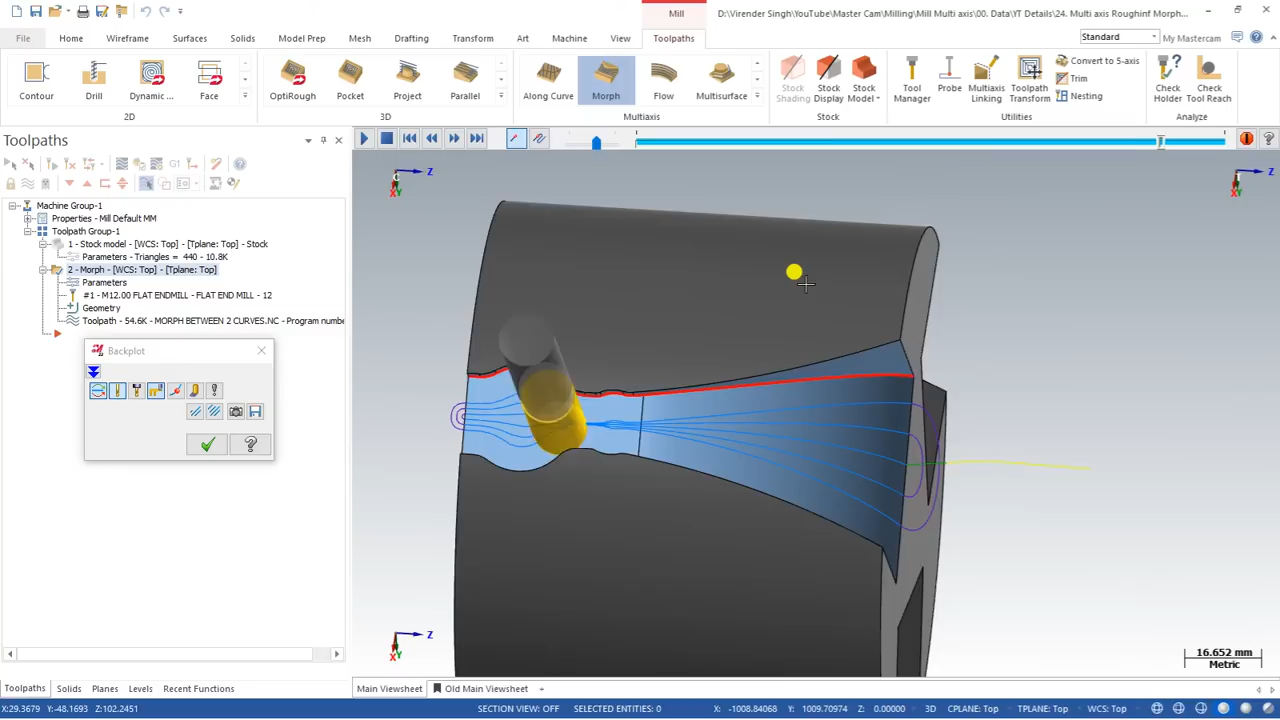 Mill
D:\Virender Singh\YouTube\Master Cam\Milling\Mill Multi axis\00. Data\YT Details\24. Multi axis Roughinf Morph...
File Home Wireframe Surfaces Solids Model Prep Mesh Drafting Transform Art Machine View Toolpaths
Standard
My Mastercam
Contour Drill Dynamic ... Face
OptiRough Pocket Project Parallel
Along Curve Morph Flow Multisurface
Stock Shading
Stock Display
Stock Model
Tool Manager
Probe
Multiaxis Linking
Toolpath Transform
Convert to 5-axis
Trim
Nesting
Check Holder
Check Tool Reach
2D 3D Multiaxis Stock Utilities Analyze
Toolpaths
G1
Machine Group-1
Properties - Mill Default MM
Toolpath Group-1
1 - Stock model - [WCS: Top] - [Tplane: Top] - Stock
Parameters - Triangles = 440 - 10.8K
2 - Morph - [WCS: Top] - [Tplane: Top]
Parameters
#1 - M12.00 FLAT ENDMILL - FLAT END MILL - 12
Geometry
Toolpath - 54.6K - MORPH BETWEEN 2 CURVES.NC - Program numbe
Backplot
Z
Z
Z
16.652 mm
Metric
Toolpaths Solids Planes Levels Recent Functions
Main Viewsheet Old Main Viewsheet +
X:29.3679 Y:-48.1693 Z:102.2451 SECTION VIEW: OFF SELECTED ENTITIES: 0 X: -1008.84068 Y: 1009.70974 Z: 0.00000 3D CPLANE: Top TPLANE: Top WCS: Top